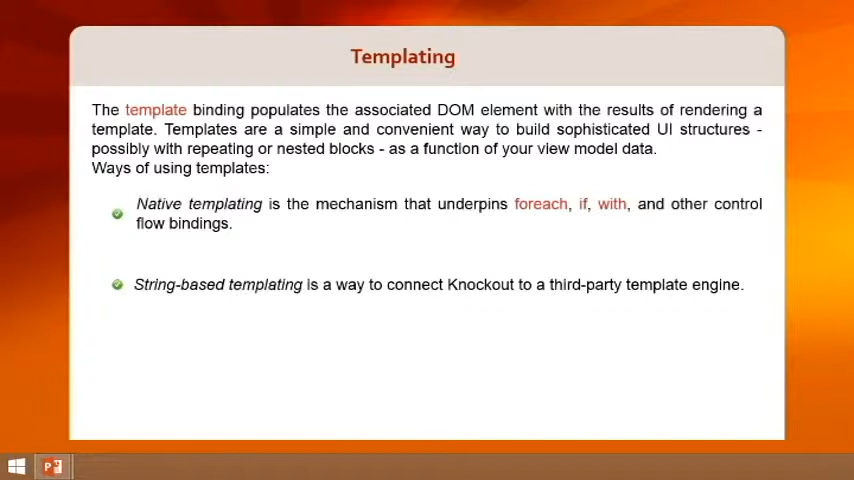 Templating
The template binding populates the associated DOM element with the results of rendering a
template. Templates are a simple and convenient way to build sophisticated UI structures -
possibly with repeating or nested blocks - as a function of your view model data.
Ways of using templates:
Native templating is the mechanism that underpins foreach, if, with, and other control
flow bindings.
String-based templating is a way to connect Knockout to a third-party template engine.